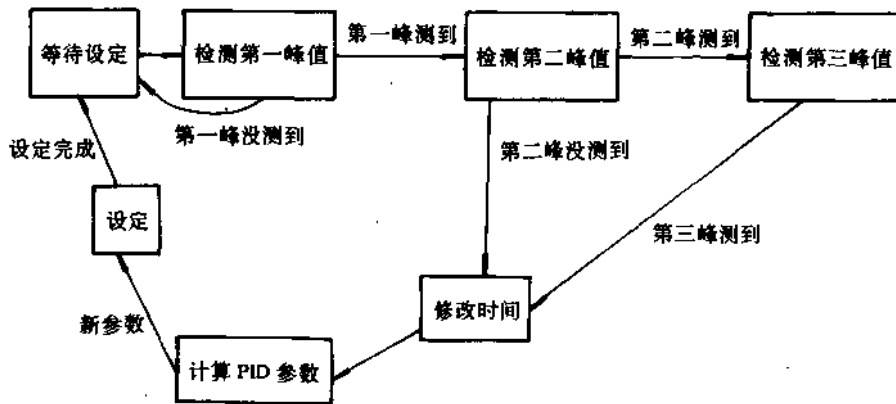 等待设定
检测第一峰值
第一峰测到
检测第二峰值
第二峰测到
检测第三峰值
第一峰没测到
设定完成
第二峰没测到
设定
第三峰测到
修改时间
新参数
计算 PID 参数